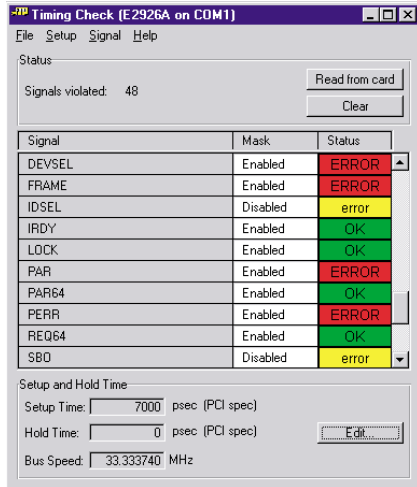 Timing Check (E2926A on COM1)
File Setup Signal Help
Status
Signals violated: 48
Read from card
Clear
Signal Mask Status
DEVSEL Enabled ERROR
FRAME Enabled ERROR
IDSEL Disabled error
IRDY Enabled OK
LOCK Enabled OK
PAR Enabled ERROR
PAR64 Enabled OK
PERR Enabled ERROR
REQ64 Enabled OK
SBO Disabled error
Setup and Hold Time
Setup Time: 7000 psec (PCI spec)
Hold Time: 0 psec (PCI spec)
Edit...
Bus Speed: 33.333740 MHz